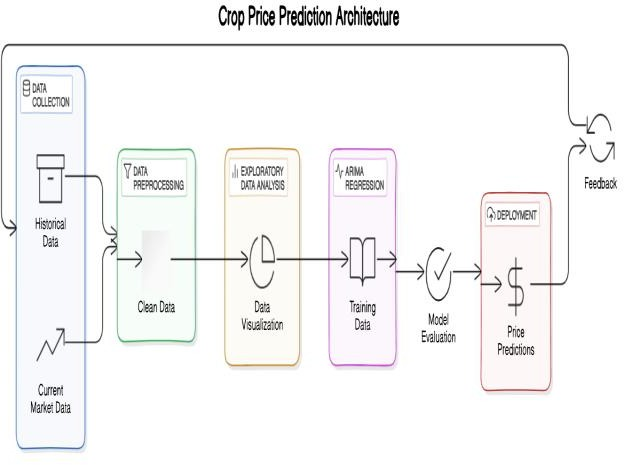 Crop Price Prediction Architecture
DATA
COLLECTION
Historical
Data
Current
Market Data
DATA
PREPROCESSING
Clean Data
EXPLORATORY
DATA ANALYSIS
Data
Visualization
ARIMA
REGRESSION
Training
Data
Model
Evaluation
DEPLOYMENT
Price
Predictions
Feedback